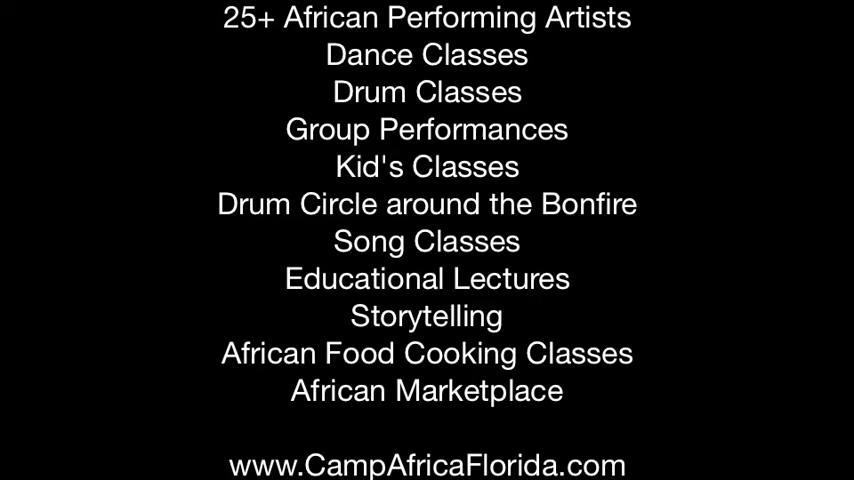 25+ African Performing Artists
Dance Classes
Drum Classes
Group Performances
Kid's Classes
Drum Circle around the Bonfire
Song Classes
Educational Lectures
Storytelling
African Food Cooking Classes
African Marketplace
www.CampAfricaFlorida.com